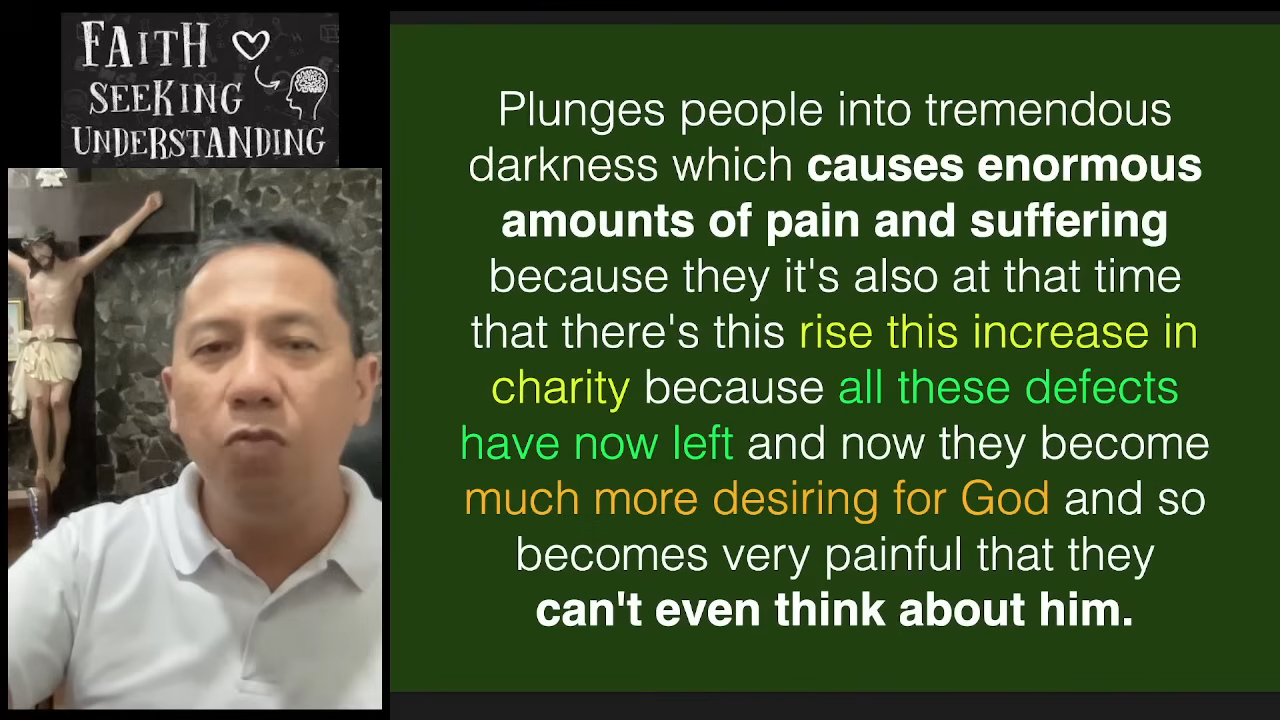 FAITH
SEEKING
UNDERSTANDING
Plunges people into tremendous
darkness which causes enormous
amounts of pain and suffering
because they it's also at that time
that there's this rise this increase in
charity because all these defects
have now left and now they become
much more desiring for God and so
becomes very painful that they
can't even think about him.